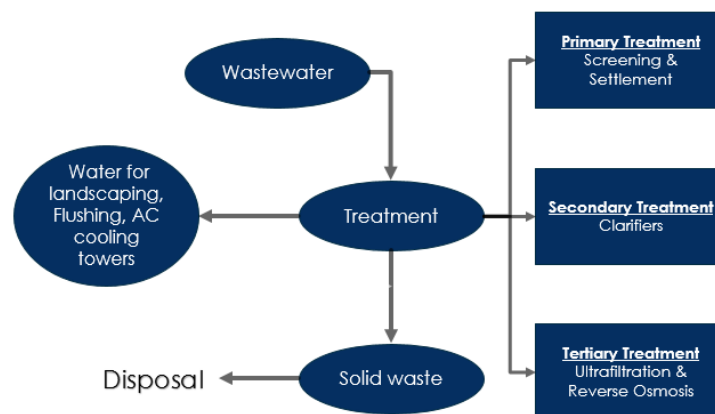 Wastewater
Primary Treatment
Screening &
Settlement
Water for
landscaping,
Flushing, AC
cooling
towers
Treatment
Secondary Treatment
Clarifiers
Disposal
Solid waste
Tertiary Treatment
Ultrafiltration &
Reverse Osmosis